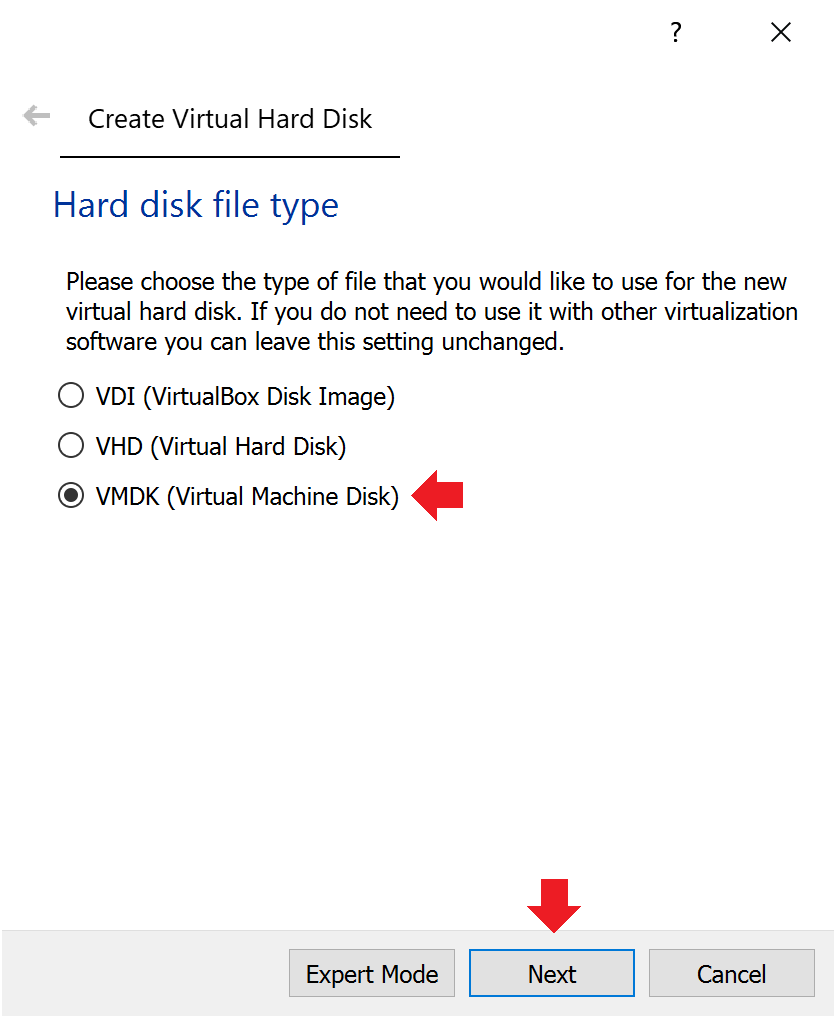 ?
Create Virtual Hard Disk
Hard disk file type
Please choose the type of file that you would like to use for the new
virtual hard disk. If you do not need to use it with other virtualization
software you can leave this setting unchanged.
VDI (VirtualBox Disk Image)
VHD (Virtual Hard Disk)
VMDK (Virtual Machine Disk)
Expert Mode Next Cancel